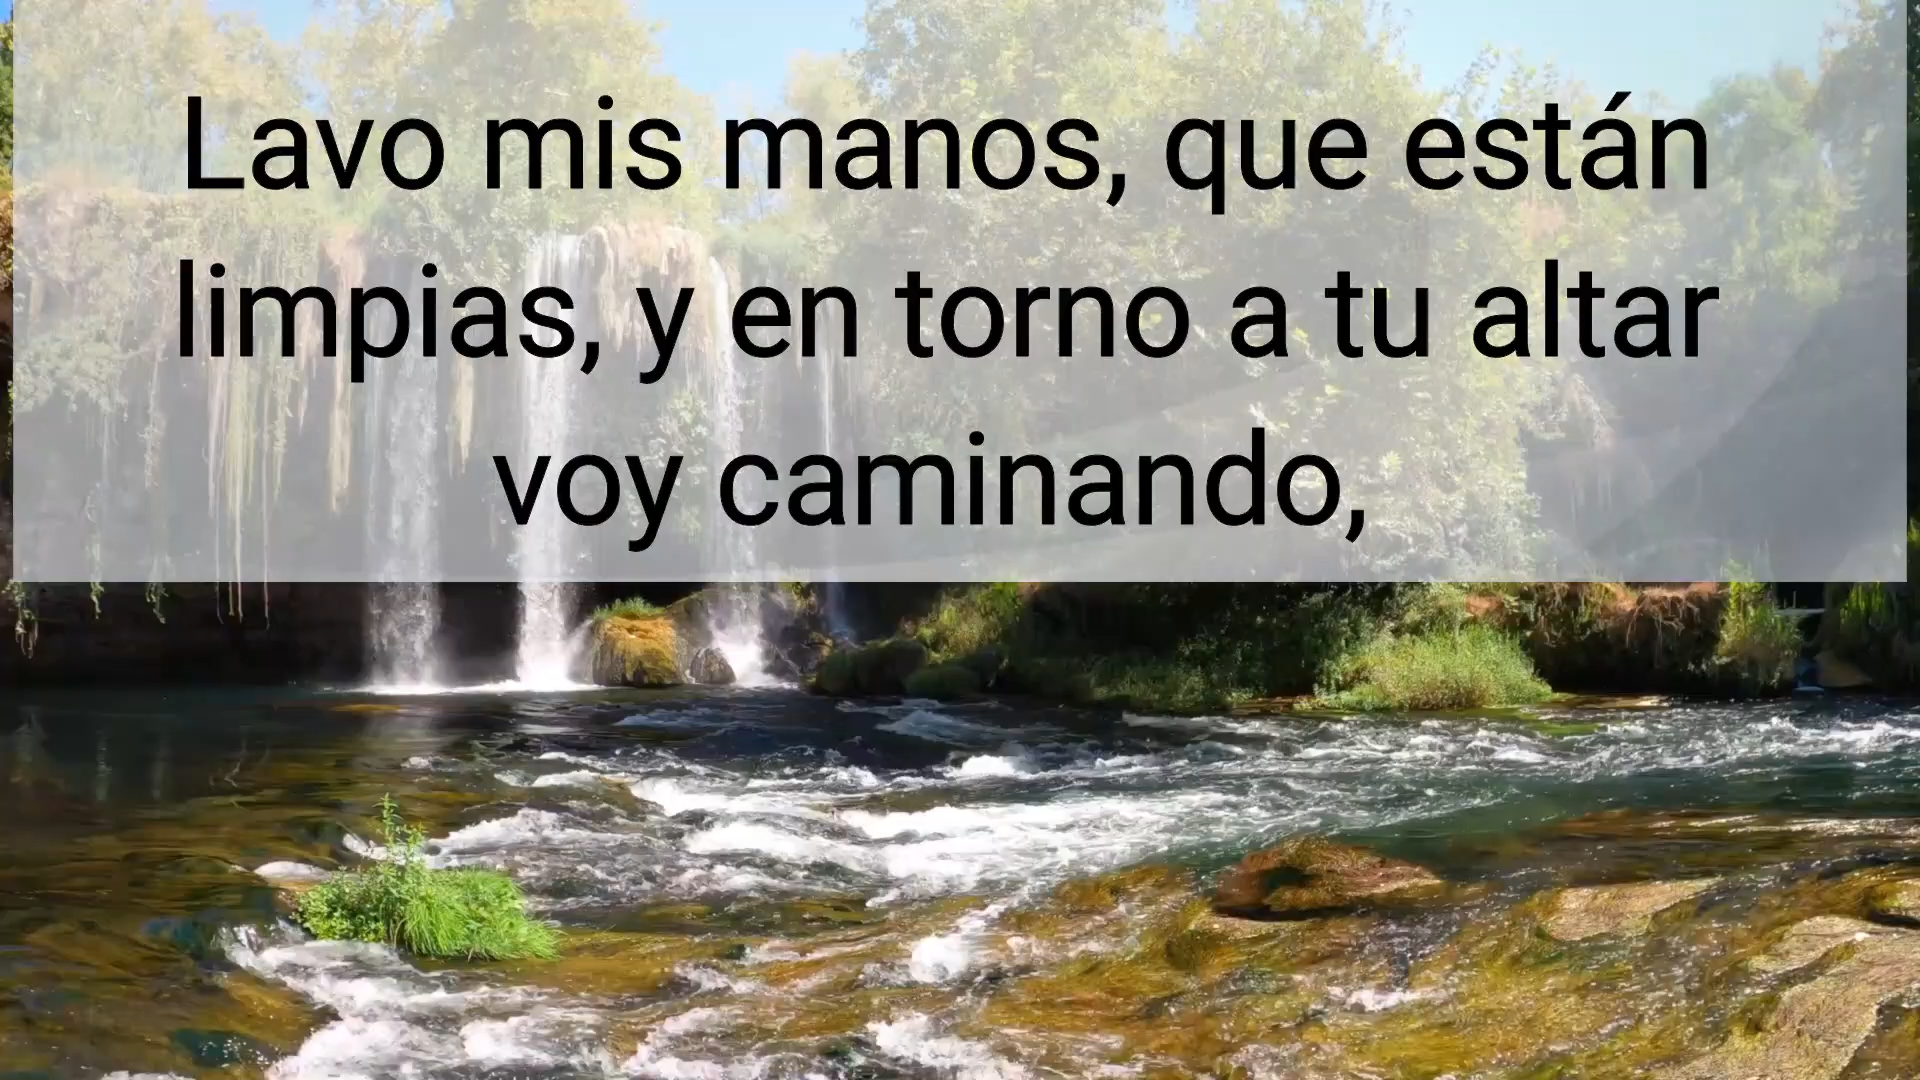 Lavo mis manos, que están
limpias, y en torno a tu altar
voy caminando,